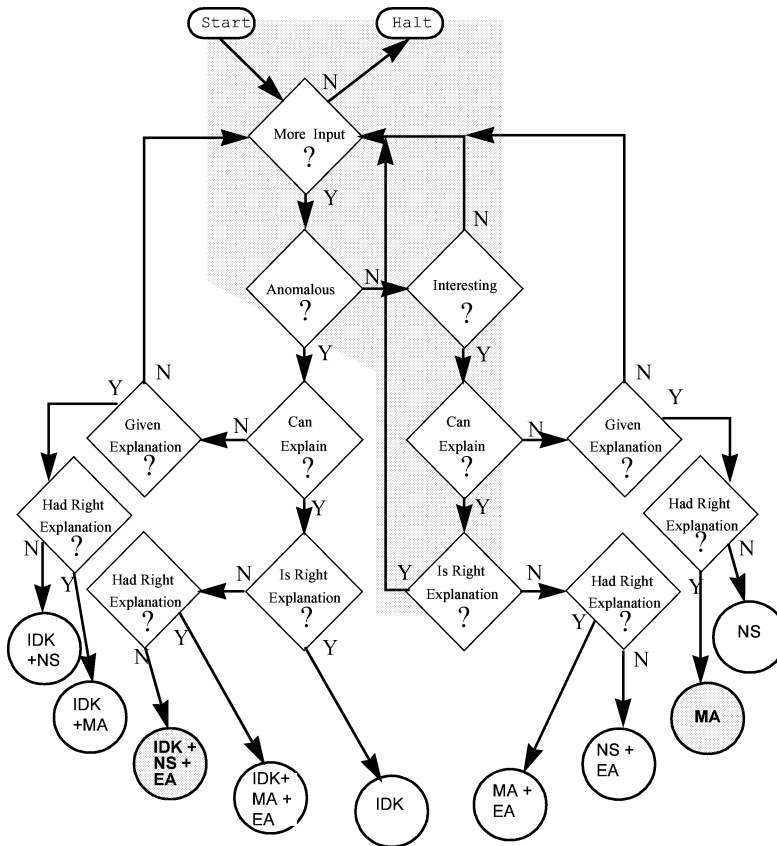 Start
Halt
N
More Input
?
Y
N
Anomalous
?
N
Interesting
?
Y
Y
Y
N
N
Y
Given
Explanation
?
N
Can
Explain
?
Can
Explain
?
N
Given
Explanation
?
Had Right
Explanation
?
Y
Y
Had Right
Explanation
?
N
Y
Had Right
Explanation
?
N
Is Right
Explanation
?
Y
Is Right
Explanation
?
N
Had Right
Explanation
?
Y
N
N
Y
Y
Y
N
IDK
+NS
IDK
+MA
IDK +
NS +
EA
IDK+
MA +
EA
IDK
MA +
EA
NS +
EA
MA
NS